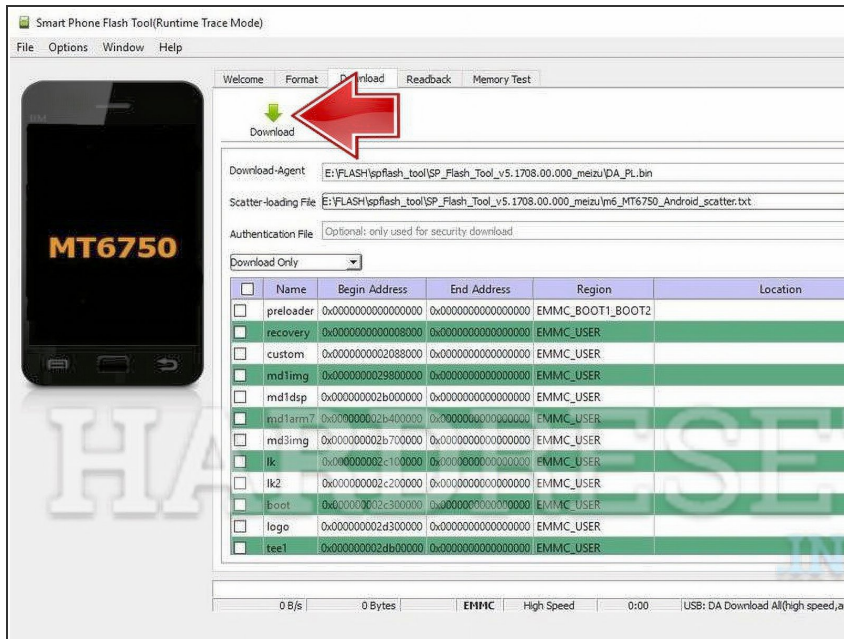 Smart Phone Flash Tool(Runtime Trace Mode)
File Options Window Help
Welcome Format Download Readback Memory Test
BM
Download
Download-Agent E:\FLASH\spflash_tool\SP_Flash_Tool_v5.1708.00.000_meizu\DA_PL.bin
Scatter-loading File E:\FLASH\spflash_tool\SP_Flash_Tool_v5.1708.00.000_meizu\m6_MT6750_Android_scatter.txt
Authentication File Optional: only used for security download
MT6750
Download Only
Name Begin Address End Address Region Location
preloader 0x0000000000000000 0x0000000000000000 EMMC_BOOT1_BOOT2
recovery 0x0000000000008000 0x0000000000000000 EMMC_USER
custom 0x0000000002088000 0x0000000000000000 EMMC_USER
md1img 0x0000000029800000 0x0000000000000000 EMMC_USER
md1dsp 0x000000002b000000 0x0000000000000000 EMMC_USER
md1arm7 0x000000002b400000 0x0000000000000000 EMMC_USER
md3img 0x000000002b700000 0x0000000000000000 EMMC_USER
lk 0x000000002c100000 0x0000000000000000 EMMC_USER
lk2 0x000000002c200000 0x0000000000000000 EMMC_USER
boot 0x000000002c300000 0x0000000000000000 EMMC_USER
logo 0x000000002d300000 0x0000000000000000 EMMC_USER
tee1 0x000000002db00000 0x0000000000000000 EMMC_USER
HARDRESE
.IN
0 B/s 0 Bytes EMMC High Speed 0:00 USB: DA Download All(high speed,a